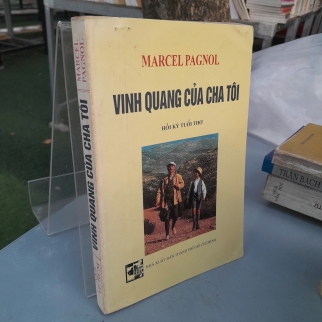 MARCEL PAGNOL
VINH QUANG CỦA CHA TÔI
HỒI KÝ TUỔI THƠ
MARCEL
PAGNOL
VINH QUANG CỦA CHA TÔI
TRẦN BẠCH